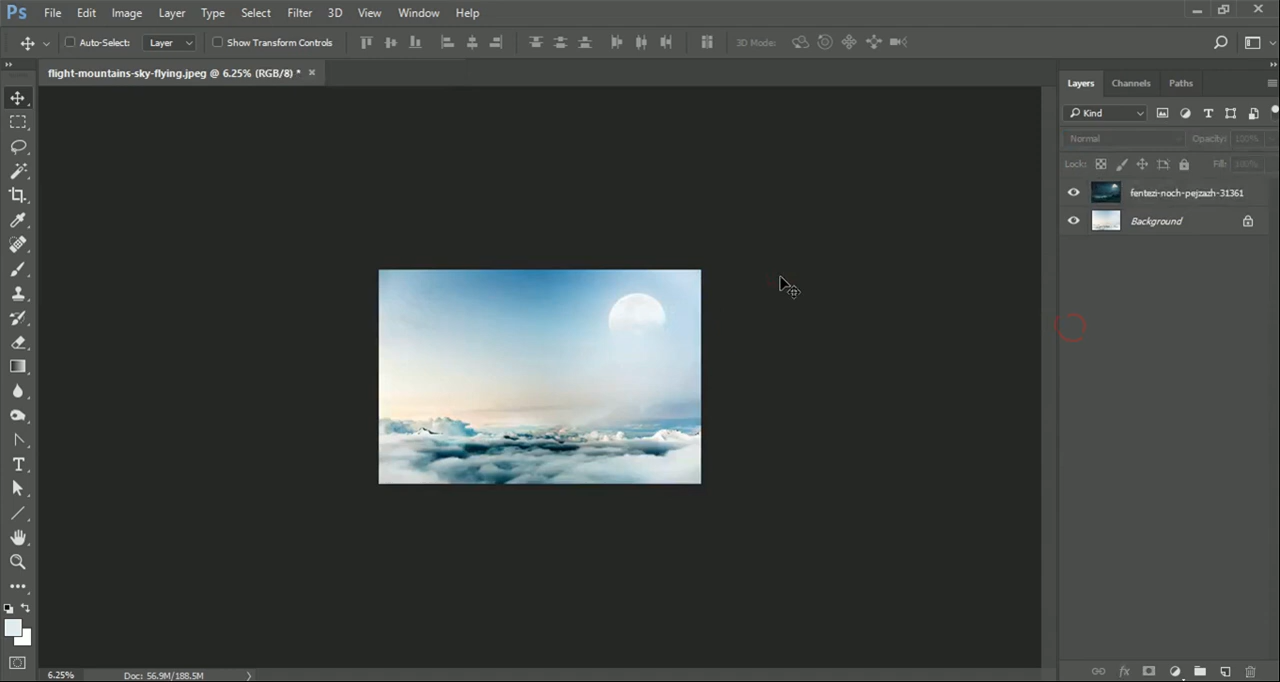 Ps File Edit Image Layer Type Select Filter 3D View Window Help
Auto-Select: Layer Show Transform Controls 3D Mode:
flight-mountains-sky-flying.jpeg @ 6.25% (RGB/8) * ×
Layers Channels Paths
Kind
Normal Opacity: 100%
Lock: Fill: 100%
fentezi-noch-pejzazh-31361
Background
6.25% Doc: 56.9M/188.5M